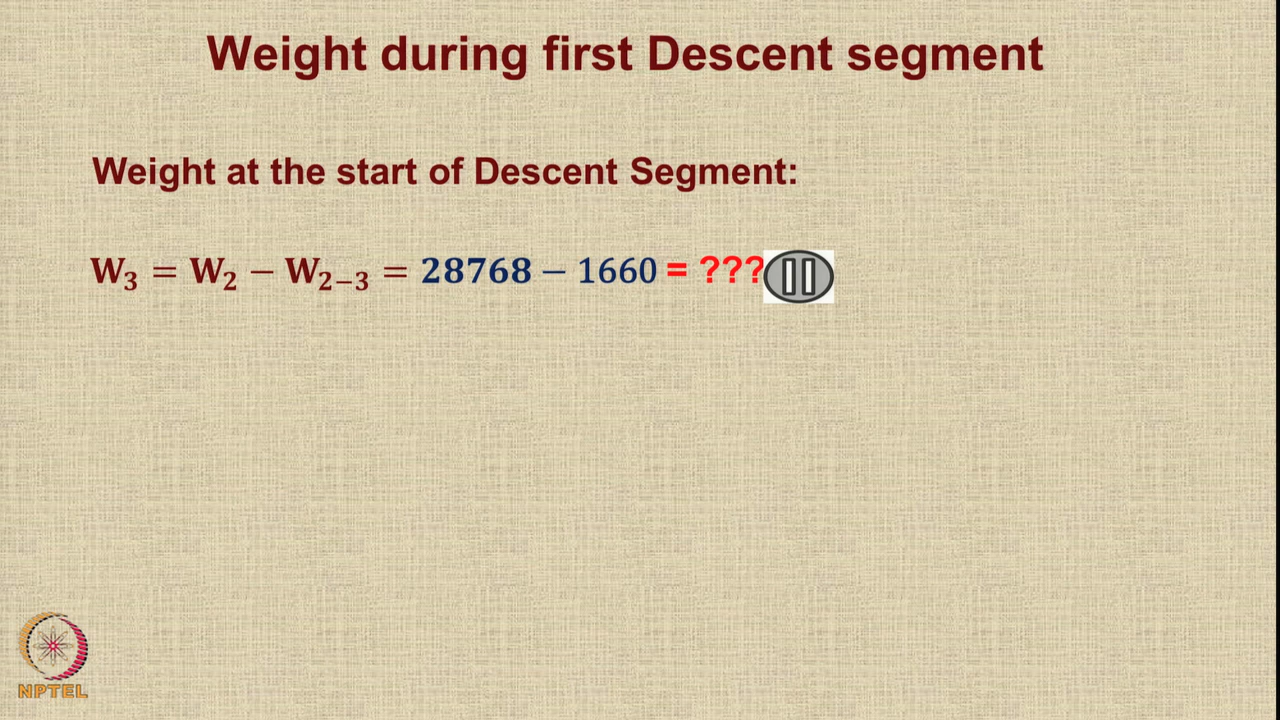 Weight during first Descent segment
Weight at the start of Descent Segment:
W₃ = W₂ − W₂₋₃ = 28768 − 1660 = ???
NPTEL